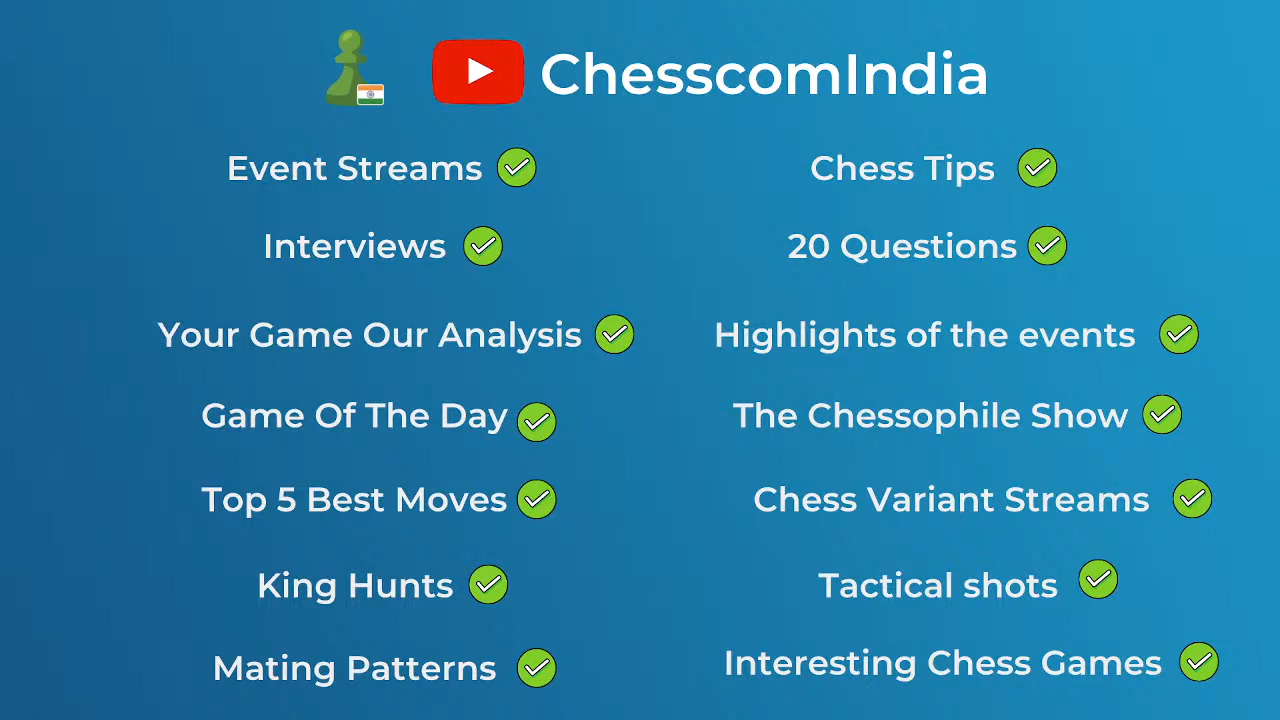 ChesscomIndia
Event Streams
Chess Tips
Interviews
20 Questions
Your Game Our Analysis
Highlights of the events
Game Of The Day
The Chessophile Show
Top 5 Best Moves
Chess Variant Streams
King Hunts
Tactical shots
Mating Patterns
Interesting Chess Games